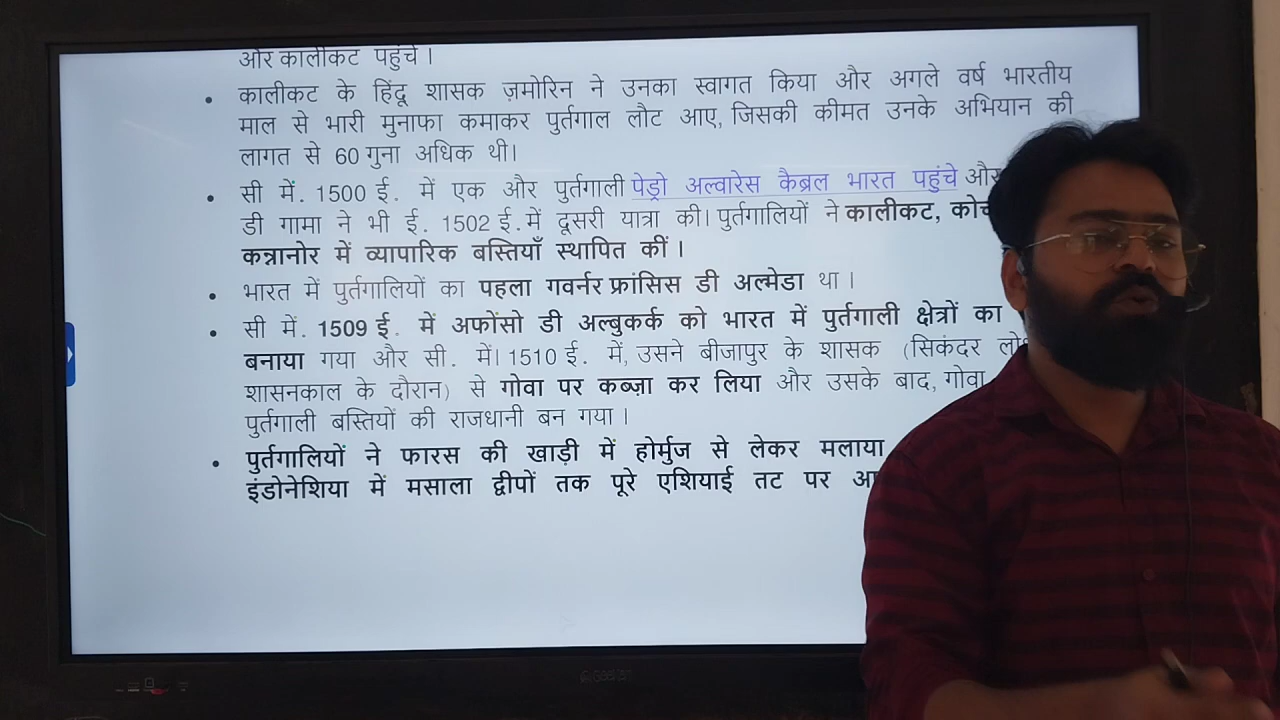 और कालीकट पहुंचे ।
• कालीकट के हिंदू शासक ज़मोरिन ने उनका स्वागत किया और अगले वर्ष भारतीय
माल से भारी मुनाफा कमाकर पुर्तगाल लौट आए, जिसकी कीमत उनके अभियान की
लागत से 60 गुना अधिक थी।
• सी में. 1500 ई. में एक और पुर्तगाली पेड्रो अल्वारेस कैब्रल भारत पहुंचे और
डी गामा ने भी ई. 1502 ई. में दूसरी यात्रा की। पुर्तगालियों ने कालीकट,
कन्नानोर में व्यापारिक बस्तियाँ स्थापित कीं ।
• भारत में पुर्तगालियों का पहला गवर्नर फ्रांसिस डी अल्मेडा था ।
• सी में. 1509 ई. में अफोंसो डी अल्बुकर्क को भारत में पुर्तगाली क्षेत्रों का
बनाया गया और सी. में। 1510 ई. में, उसने बीजापुर के शासक (सिकंदर
शासनकाल के दौरान) से गोवा पर कब्ज़ा कर लिया और उसके बाद, गोवा
पुर्तगाली बस्तियों की राजधानी बन गया ।
• पुर्तगालियों ने फारस की खाड़ी में होर्मुज से लेकर मलाया
इंडोनेशिया में मसाला द्वीपों तक पूरे एशियाई तट पर